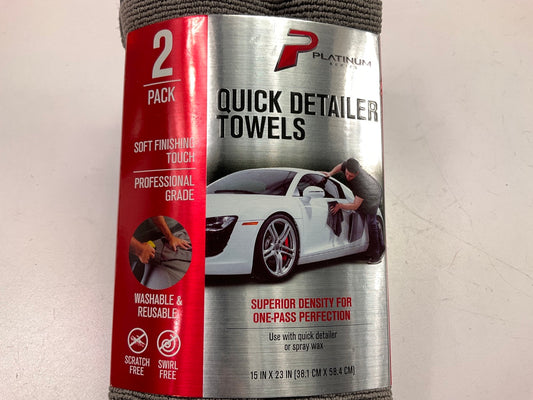 2
PACK
SOFT FINISHING
TOUCH
PROFESSIONAL
GRADE
WASHABLE &
REUSABLE
SCRATCH
FREE
SWIRL
FREE
PLATINUM
SERIES
QUICK DETAILER
TOWELS
SUPERIOR DENSITY FOR
ONE-PASS PERFECTION
Use with quick detailer
or spray wax
15 IN X 23 IN (38.1 CM X 58.4 CM)